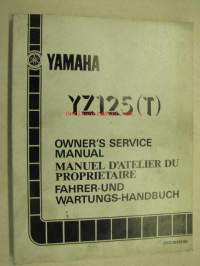 YAMAHA
YZ125(T)
OWNER'S SERVICE
MANUAL
MANUEL D'ATELIER DU
PROPRIETAIRE
FAHRER-UND
WARTUNGS-HANDBUCH